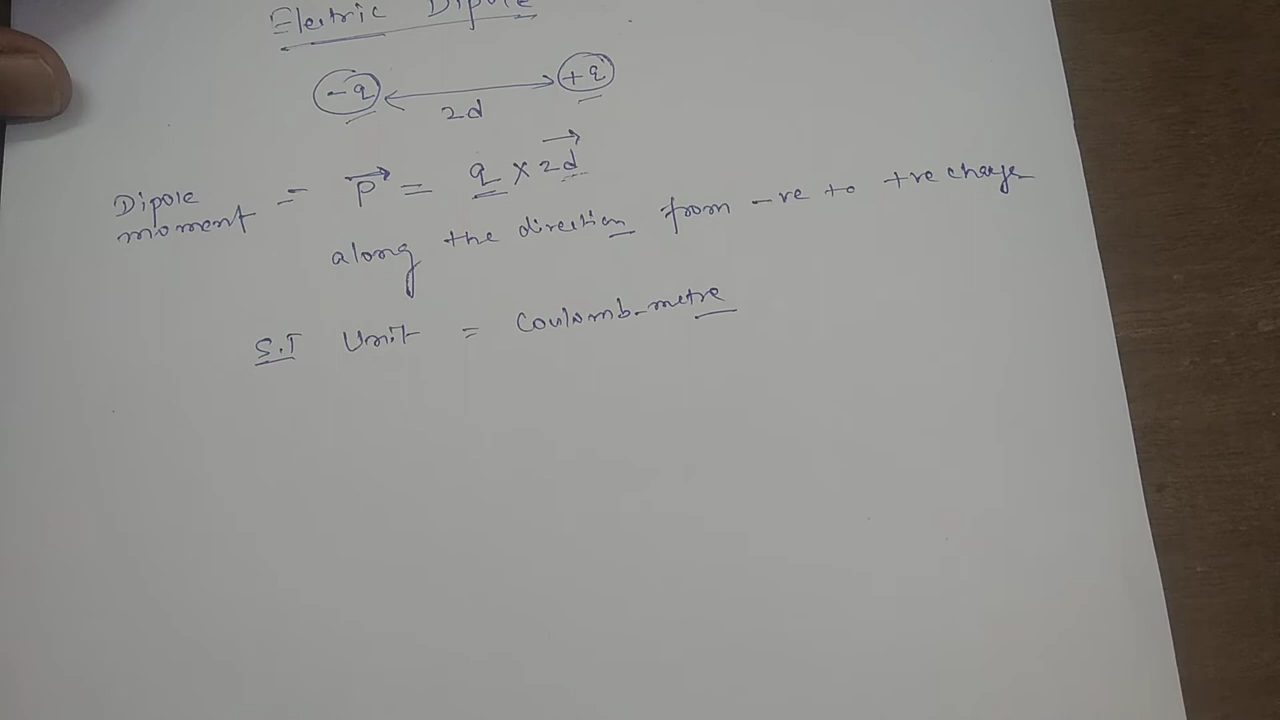 Electric Dipole
-q +q
2d
Dipole moment = P⃗ = q × 2d⃗
along the direction from -ve to +ve charge
S.I Unit = Coulomb-metre